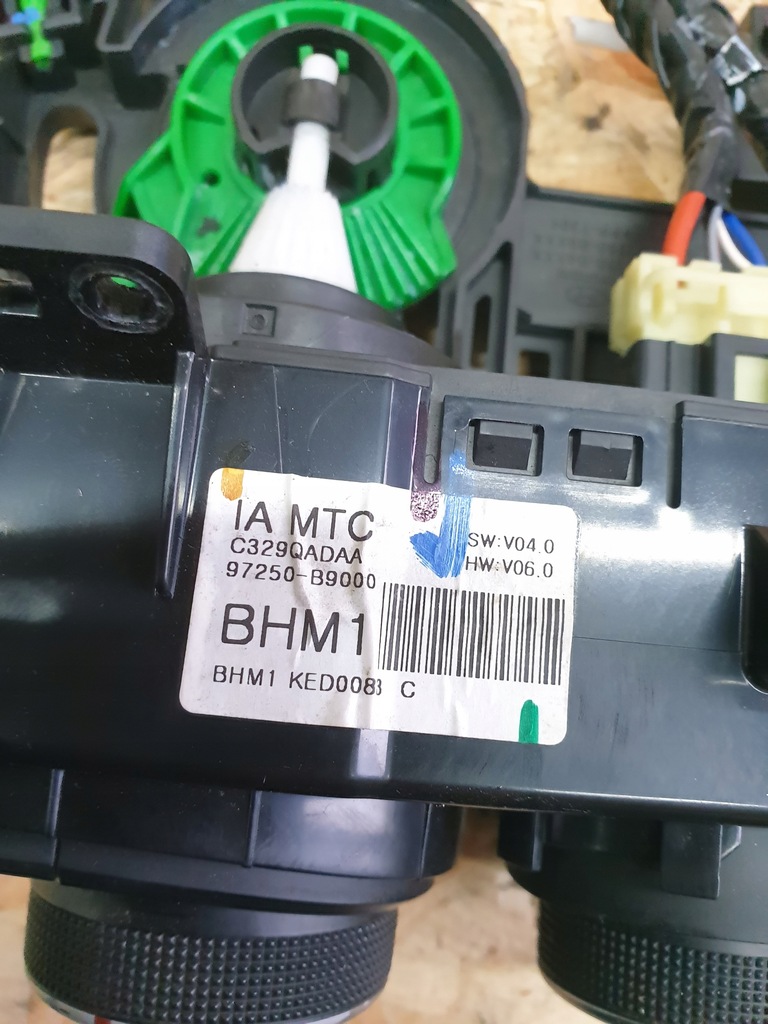 IA MTC
C329QADAA
SW:V04.0
97250-B9000
HW:V06.0
BHM1
BHM1 KED0083 C